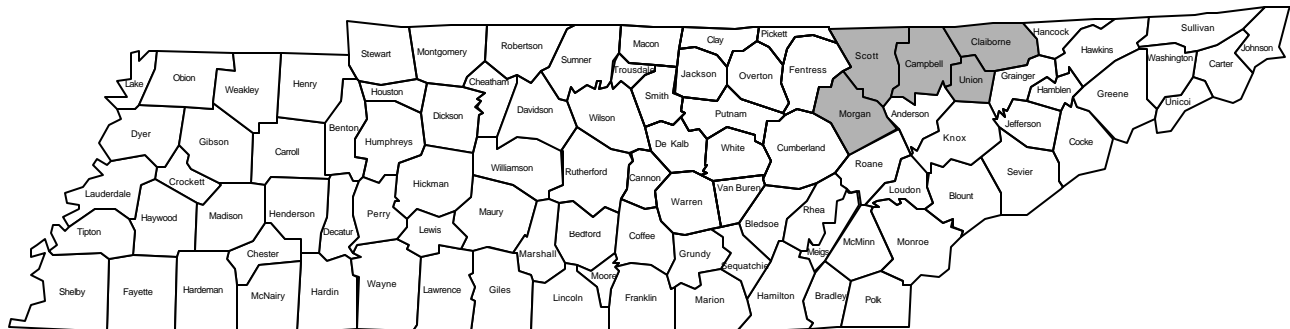 Pickett
Hancock
Sullivan
Stewart
Montgomery
Robertson
Macon
Clay
Claiborne
Johnson
Sumner
Hawkins
Scott
Washington
Carter
Campbell
Lake
Obion
Henry
Trousdale
Jackson
Overton
Fentress
Union
Grainger
Weakley
Houston
Cheatham
Smith
Hamblen
Greene
Unicoi
Davidson
Wilson
Putnam
Morgan
Anderson
Dickson
Jefferson
Dyer
Gibson
Benton
Humphreys
Knox
De Kalb
White
Cumberland
Cocke
Carroll
Roane
Williamson
Rutherford
Sevier
Crockett
Cannon
Hickman
Van Buren
Loudon
Blount
Lauderdale
Warren
Haywood
Madison
Henderson
Perry
Maury
Rhea
Tipton
Decatur
Lewis
Bedford
Coffee
Bledsoe
McMinn
Monroe
Chester
Marshall
Grundy
Meigs
Sequatchie
Moore
Shelby
Fayette
Hardeman
McNairy
Hardin
Wayne
Lawrence
Giles
Lincoln
Franklin
Marion
Hamilton
Bradley
Polk